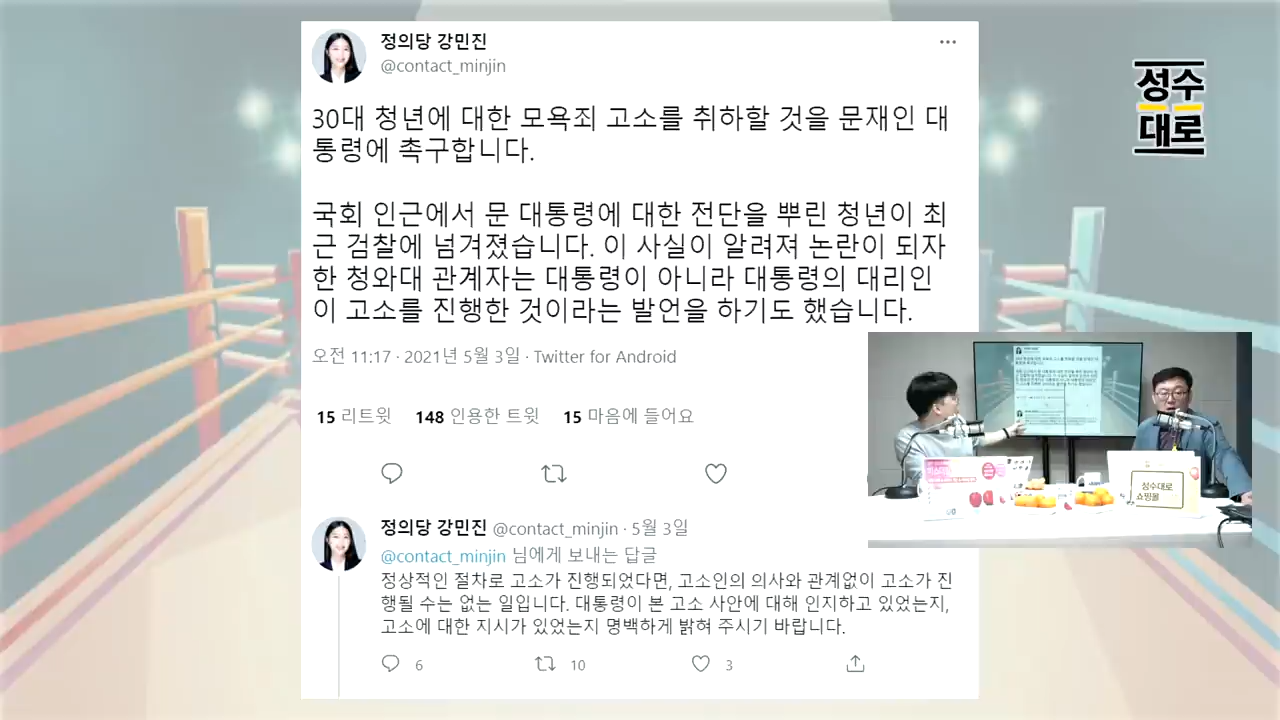 정의당 강민진
@contact_minjin
30대 청년에 대한 모욕죄 고소를 취하할 것을 문재인 대
통령에 촉구합니다.
국회 인근에서 문 대통령에 대한 전단을 뿌린 청년이 최
근 검찰에 넘겨졌습니다. 이 사실이 알려져 논란이 되자
한 청와대 관계자는 대통령이 아니라 대통령의 대리인
이 고소를 진행한 것이라는 발언을 하기도 했습니다.
오전 11:17 · 2021년 5월 3일 · Twitter for Android
15 리트윗 148 인용한 트윗 15 마음에 들어요
정의당 강민진 @contact_minjin · 5월 3일
@contact_minjin 님에게 보내는 답글
정상적인 절차로 고소가 진행되었다면, 고소인의 의사와 관계없이 고소가 진
행될 수는 없는 일입니다. 대통령이 본 고소 사안에 대해 인지하고 있었는지,
고소에 대한 지시가 있었는지 명백하게 밝혀 주시기 바랍니다.
6 10 3
성수
대로
성수대로
쇼핑몰